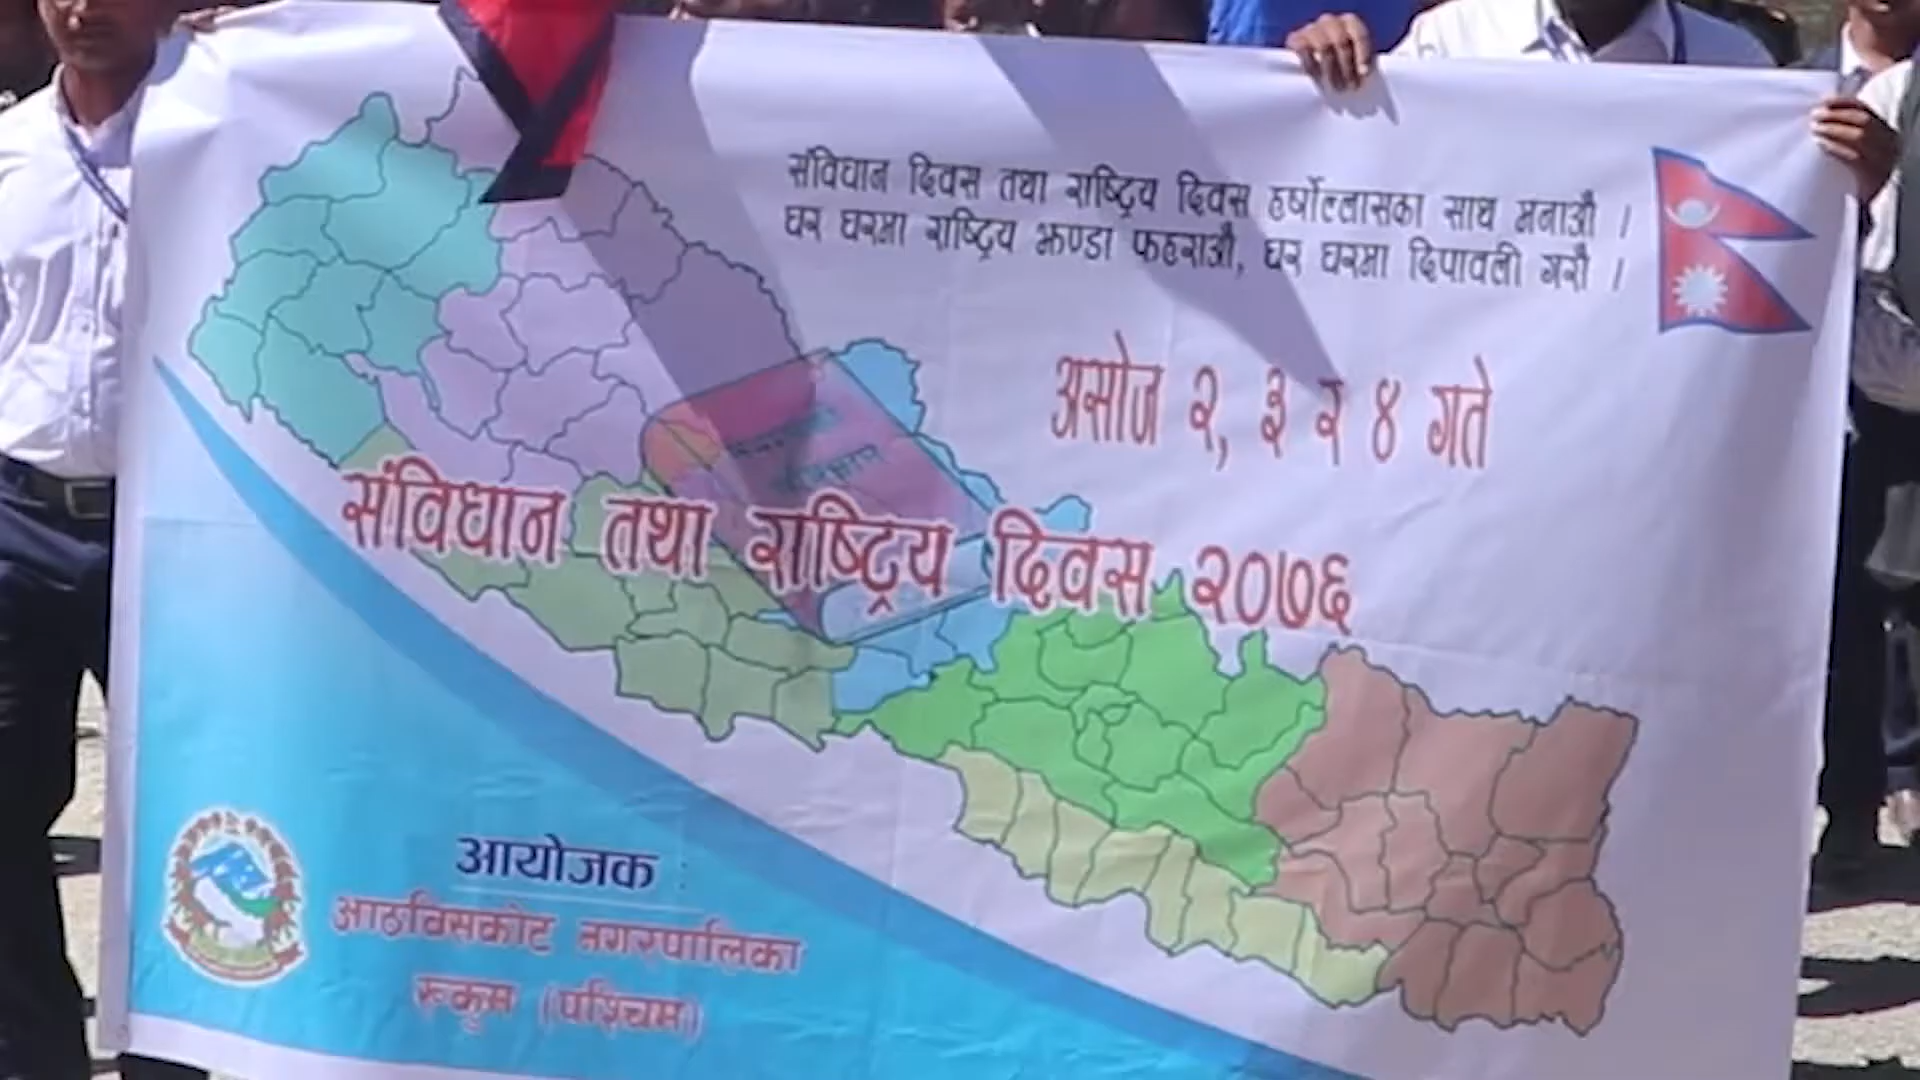 संविधान दिवस तथा राष्ट्रिय दिवस हर्षोल्लासका साथ मनाऔ ।
घर घरमा राष्ट्रिय झण्डा फहराऔ, घर घरमा दिपावली गरौ ।
असोज २, ३ र ४ गते
संविधान तथा राष्ट्रिय दिवस २०७६
आयोजक :
आठविसकोट नगरपालिका
रूकुम (पश्चिम)